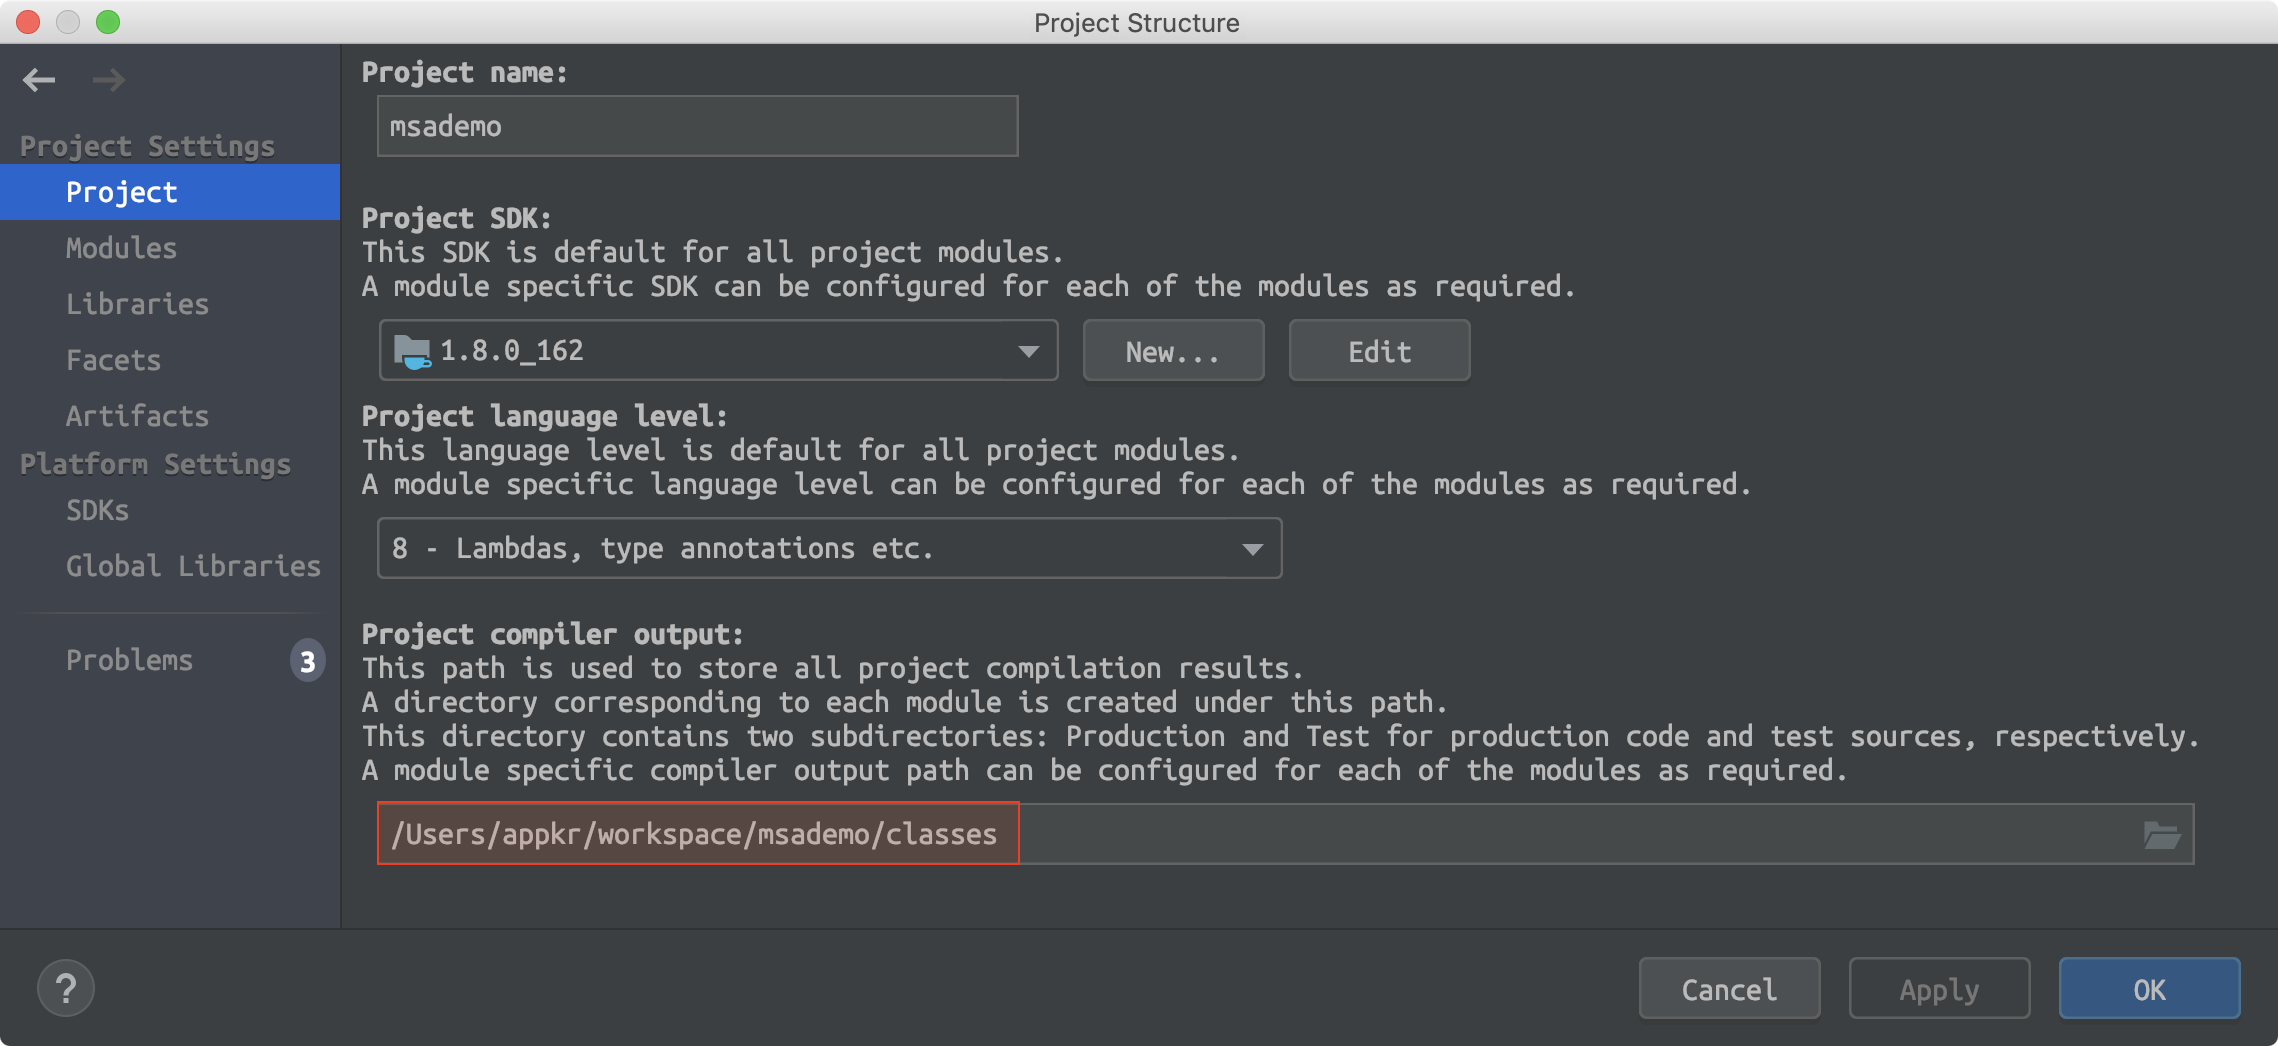 Project Structure
Project Settings
Project
Modules
Libraries
Facets
Artifacts
Platform Settings
SDKs
Global Libraries
Problems
3
Project name:
msademo
Project SDK:
This SDK is default for all project modules.
A module specific SDK can be configured for each of the modules as required.
1.8.0_162
New...
Edit
Project language level:
This language level is default for all project modules.
A module specific language level can be configured for each of the modules as required.
8 - Lambdas, type annotations etc.
Project compiler output:
This path is used to store all project compilation results.
A directory corresponding to each module is created under this path.
This directory contains two subdirectories: Production and Test for production code and test sources, respectively.
A module specific compiler output path can be configured for each of the modules as required.
/Users/appkr/workspace/msademo/classes
?
Cancel
Apply
OK